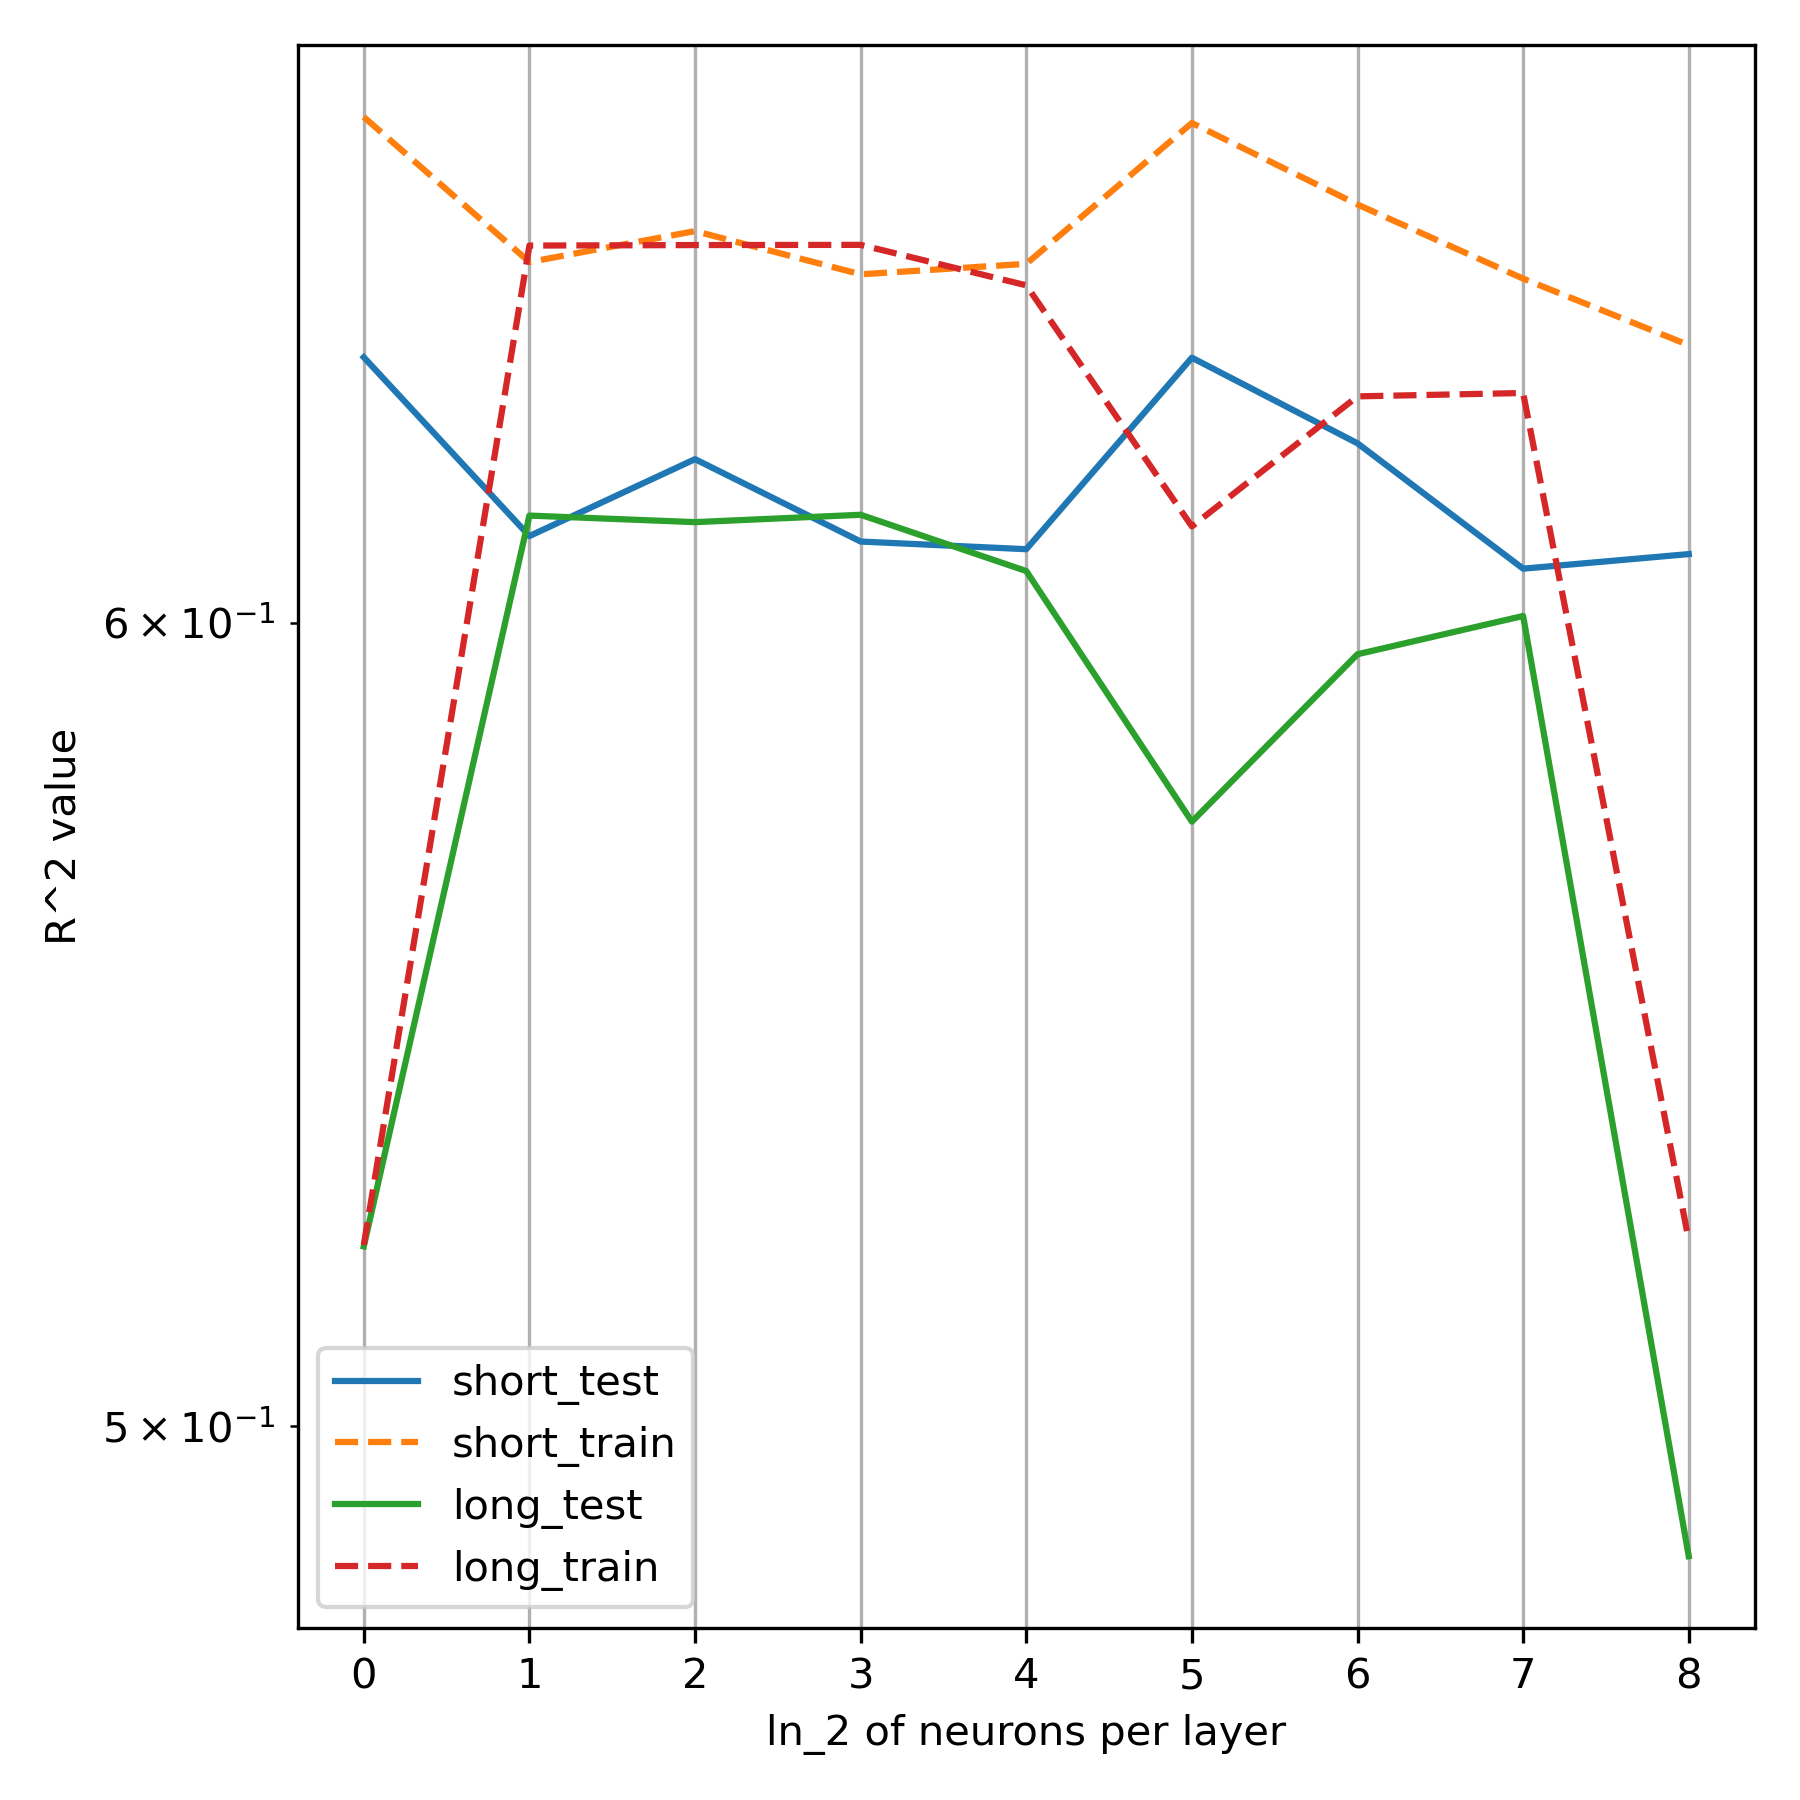 R^2 value
6 × 10⁻¹
5 × 10⁻¹
short_test
short_train
long_test
long_train
0 1 2 3 4 5 6 7 8
ln_2 of neurons per layer